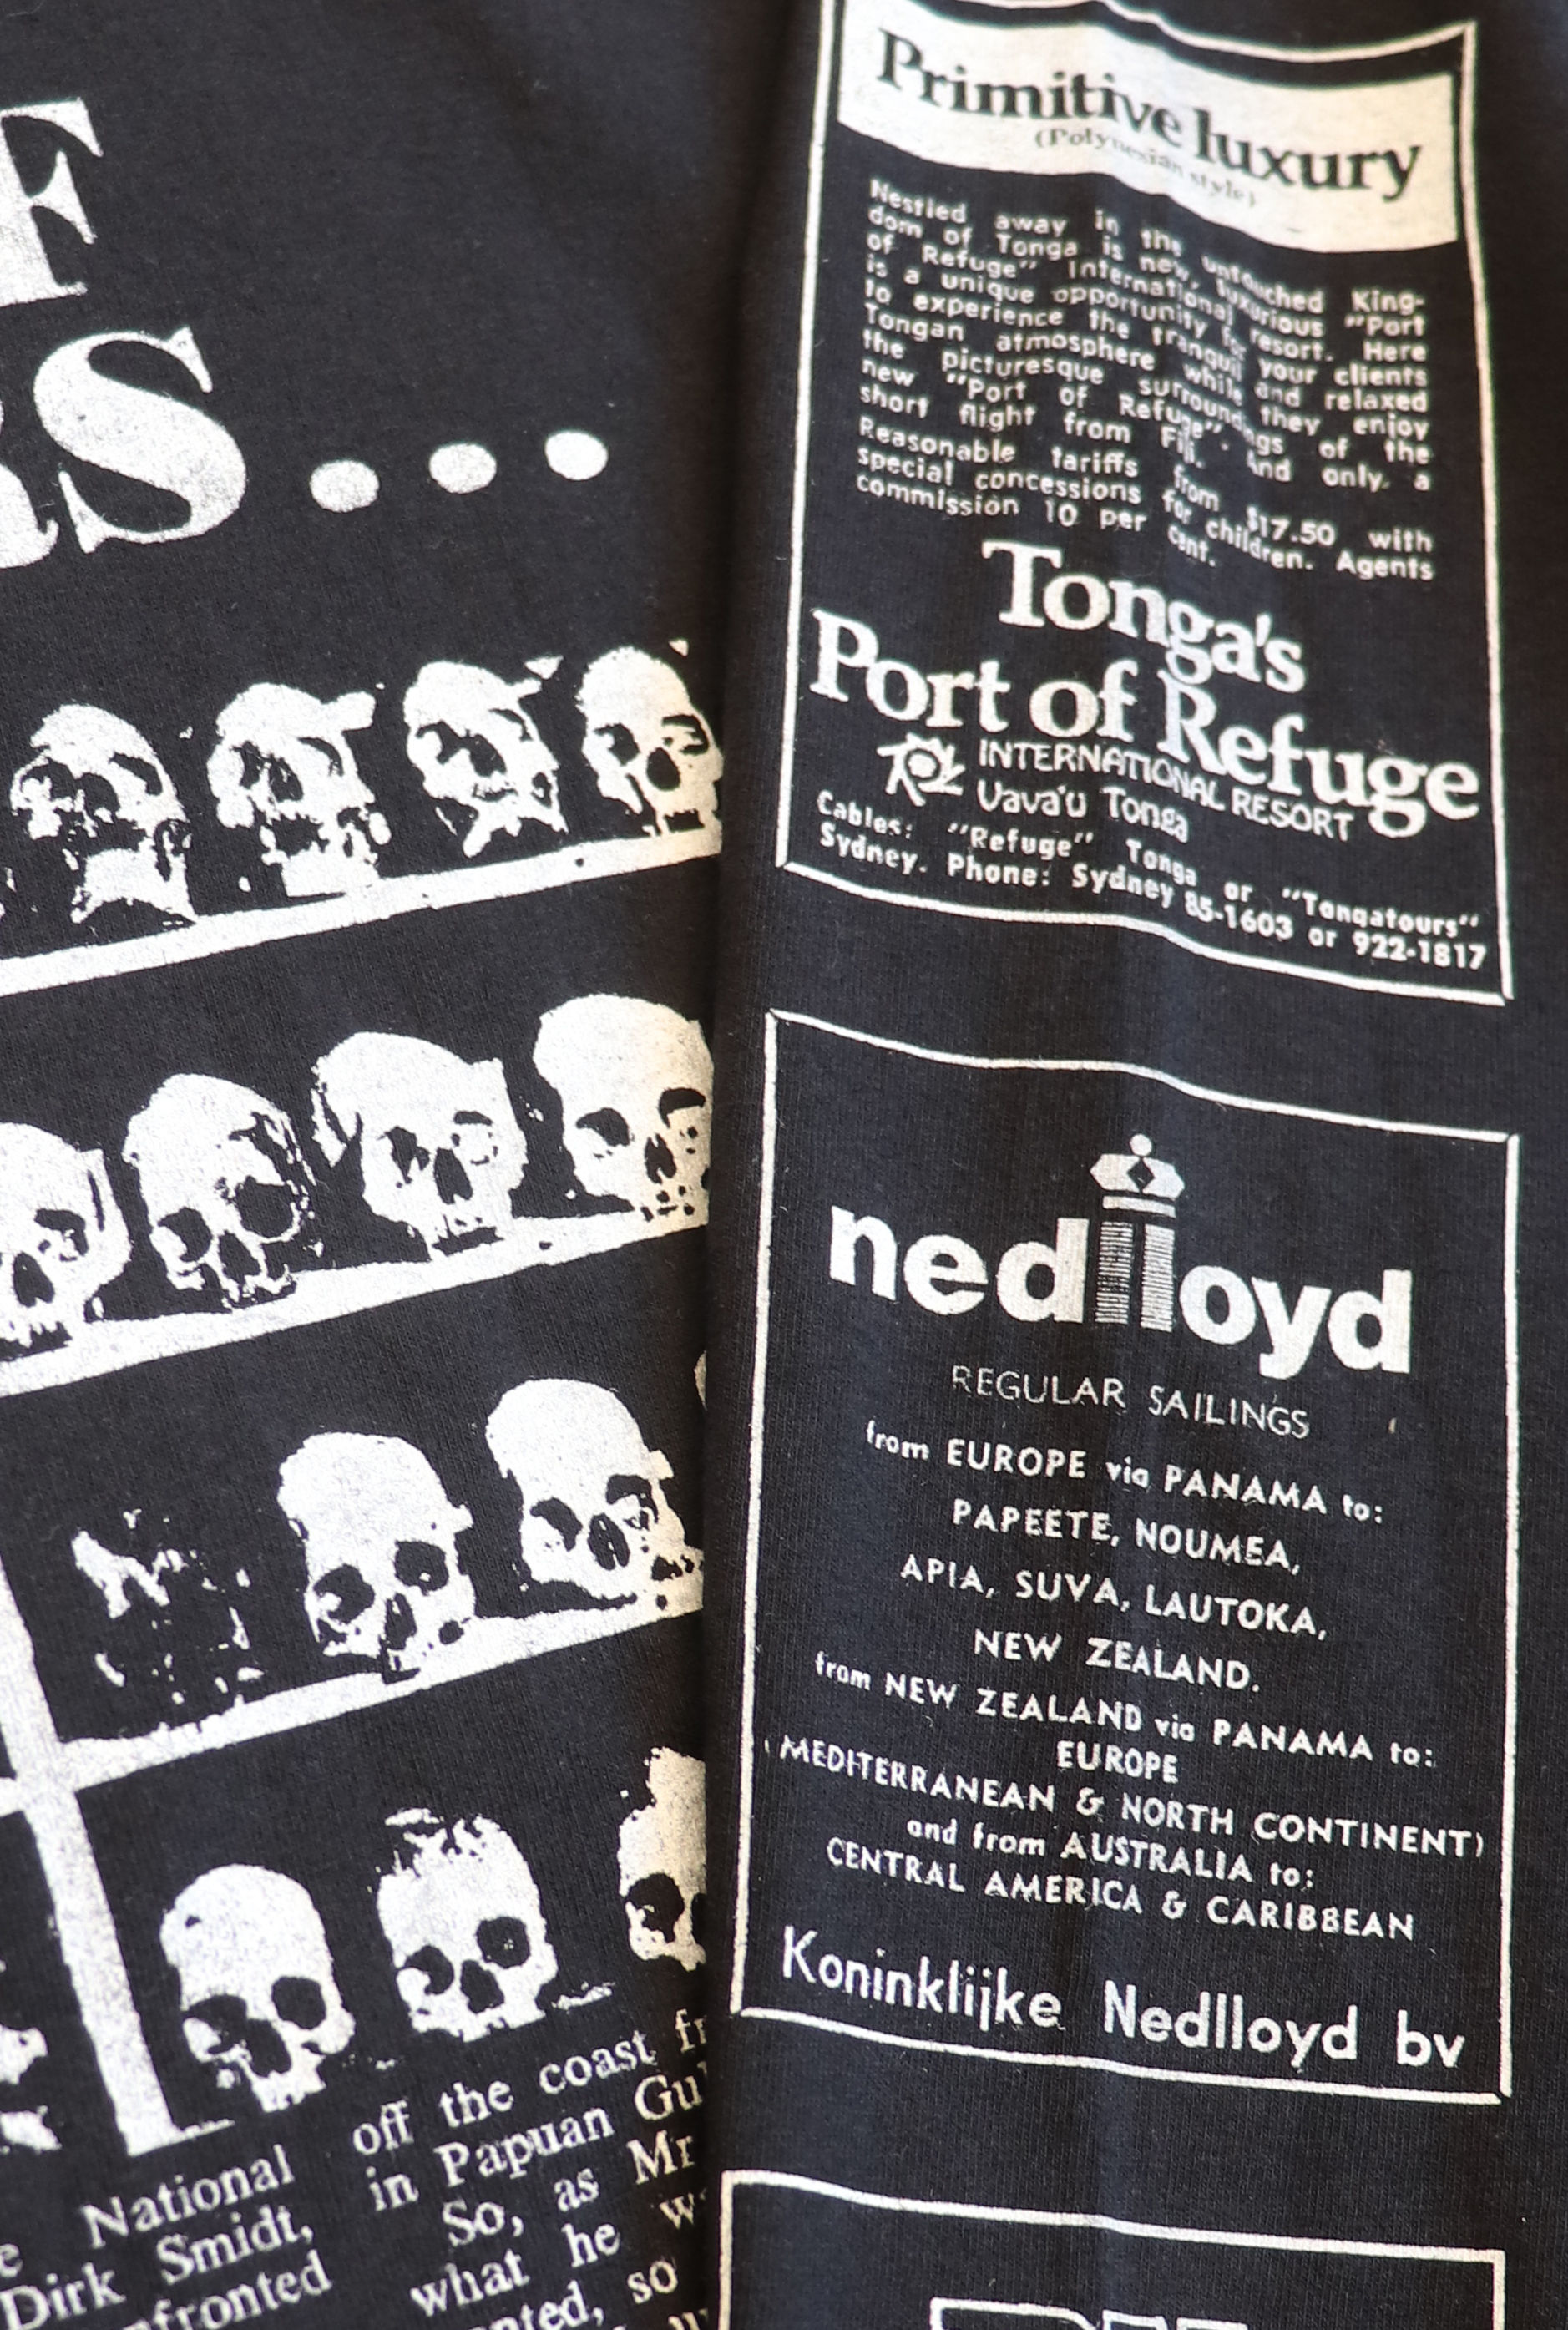 F
S...
National
Dirk Smidt,
off the coast
in Papuan
So, as Mr
what he
so
Primitive luxury
(Polynesian style)
Nestled away in the untouched King-
dom of Tonga is new, luxurious "Port
of Refuge" International resort. Here
is a unique opportunity for your clients
to experience the tranquil and relaxed
Tongan atmosphere while they enjoy
the picturesque surroundings of the
new "Port of Refuge". And only a
short flight from Fiji.
Reasonable tariffs from $17.50 with
special concessions for children. Agents
commission 10 per cent.
Tonga's
Port of Refuge
INTERNATIONAL RESORT
Vava'u Tonga
Cables: "Refuge" Tonga or "Tongatours"
Sydney. Phone: Sydney 85-1603 or 922-1817
nedlloyd
REGULAR SAILINGS
from EUROPE via PANAMA to:
PAPEETE, NOUMEA,
APIA, SUVA, LAUTOKA,
NEW ZEALAND.
from NEW ZEALAND via PANAMA to:
EUROPE
(MEDITERRANEAN & NORTH CONTINENT)
and from AUSTRALIA to:
CENTRAL AMERICA & CARIBBEAN
Koninklijke Nedlloyd bv